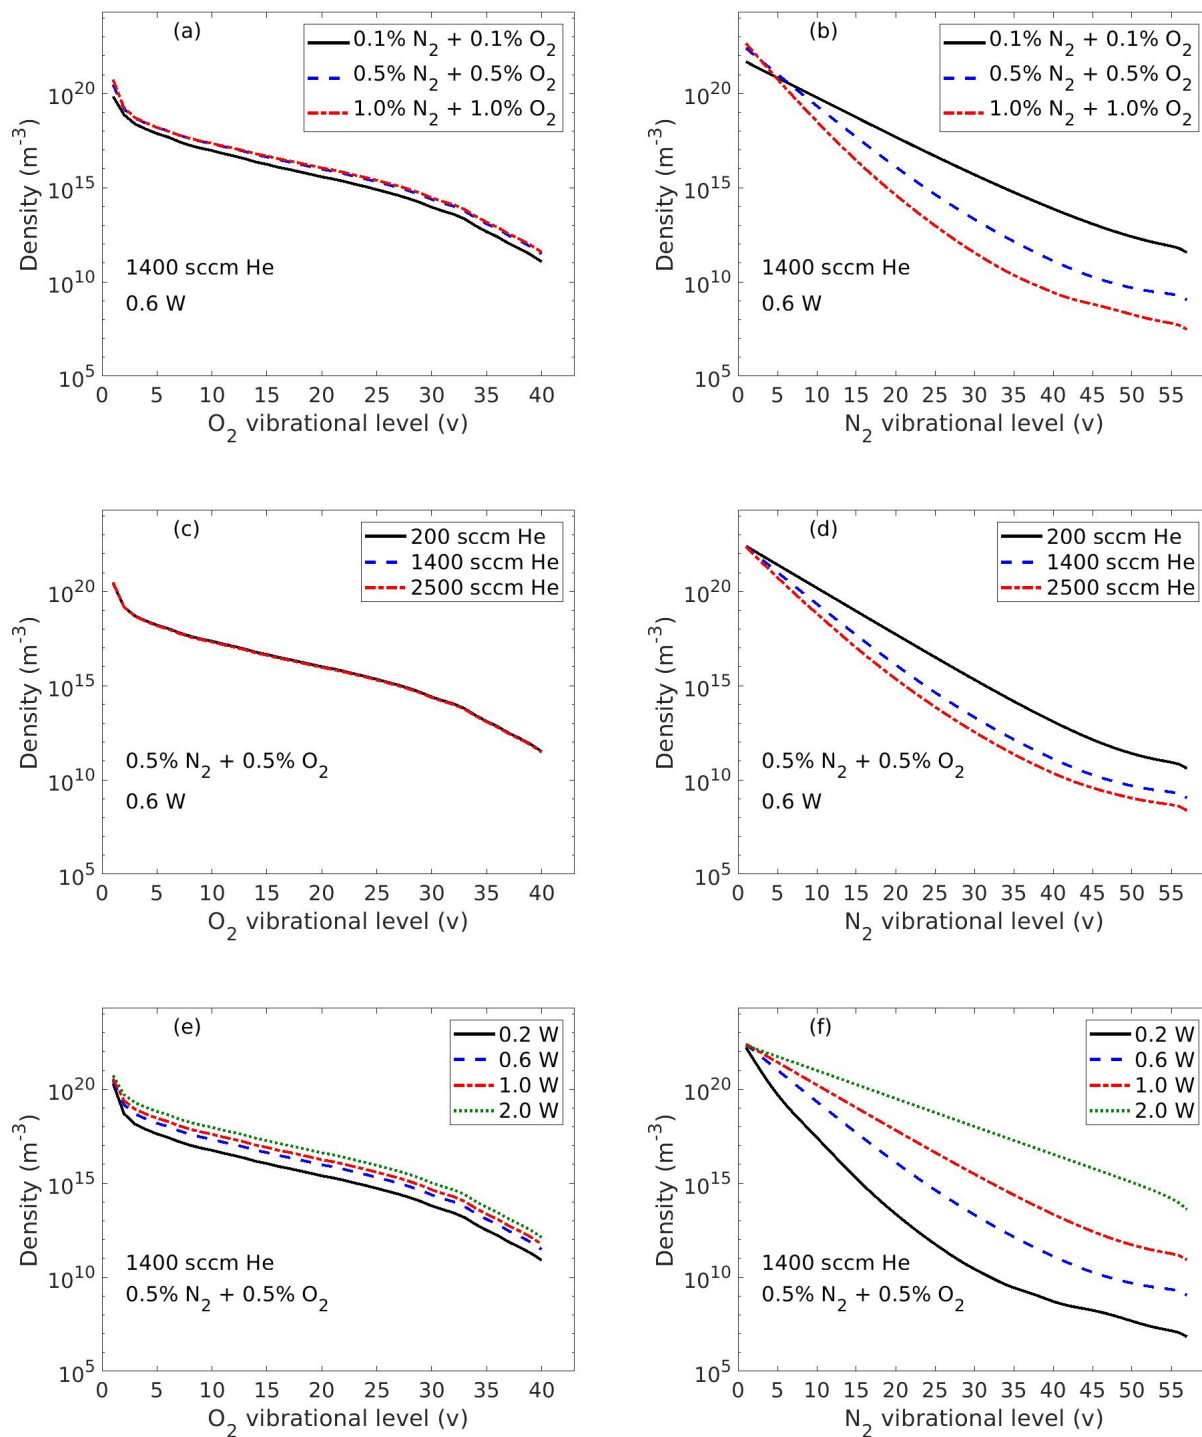 (a)
0.1% N2 + 0.1% O2
0.5% N2 + 0.5% O2
1.0% N2 + 1.0% O2
Density (m-3)
10^20
10^15
10^10
10^5
1400 sccm He
0.6 W
0 5 10 15 20 25 30 35 40
O2 vibrational level (v)
(b)
0.1% N2 + 0.1% O2
0.5% N2 + 0.5% O2
1.0% N2 + 1.0% O2
Density (m-3)
10^20
10^15
10^10
10^5
1400 sccm He
0.6 W
0 5 10 15 20 25 30 35 40 45 50 55
N2 vibrational level (v)
(c)
200 sccm He
1400 sccm He
2500 sccm He
Density (m-3)
10^20
10^15
10^10
10^5
0.5% N2 + 0.5% O2
0.6 W
0 5 10 15 20 25 30 35 40
O2 vibrational level (v)
(d)
200 sccm He
1400 sccm He
2500 sccm He
Density (m-3)
10^20
10^15
10^10
10^5
0.5% N2 + 0.5% O2
0.6 W
0 5 10 15 20 25 30 35 40 45 50 55
N2 vibrational level (v)
(e)
0.2 W
0.6 W
1.0 W
2.0 W
Density (m-3)
10^20
10^15
10^10
10^5
1400 sccm He
0.5% N2 + 0.5% O2
0 5 10 15 20 25 30 35 40
O2 vibrational level (v)
(f)
0.2 W
0.6 W
1.0 W
2.0 W
Density (m-3)
10^20
10^15
10^10
10^5
1400 sccm He
0.5% N2 + 0.5% O2
0 5 10 15 20 25 30 35 40 45 50 55
N2 vibrational level (v)